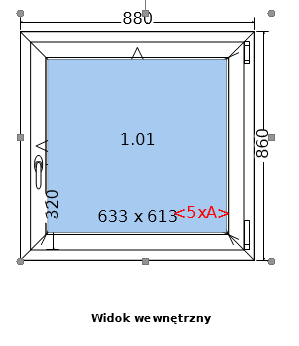 880
1.01
860
320
633 x 613
<5xA>
Widok wewnętrzny